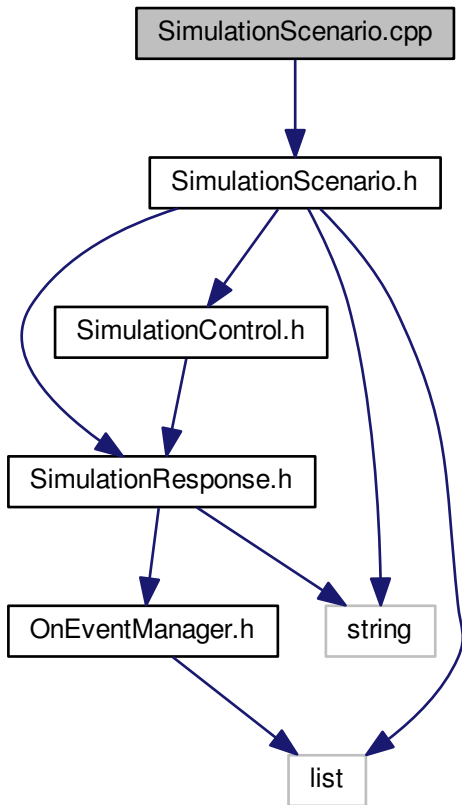 SimulationScenario.cpp
SimulationScenario.h
SimulationControl.h
SimulationResponse.h
OnEventManager.h
string
list